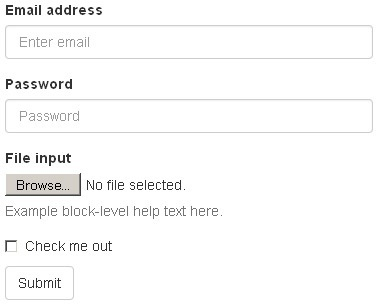 Email address
Enter email
Password
Password
File input
Browse... No file selected.
Example block-level help text here.
Check me out
Submit